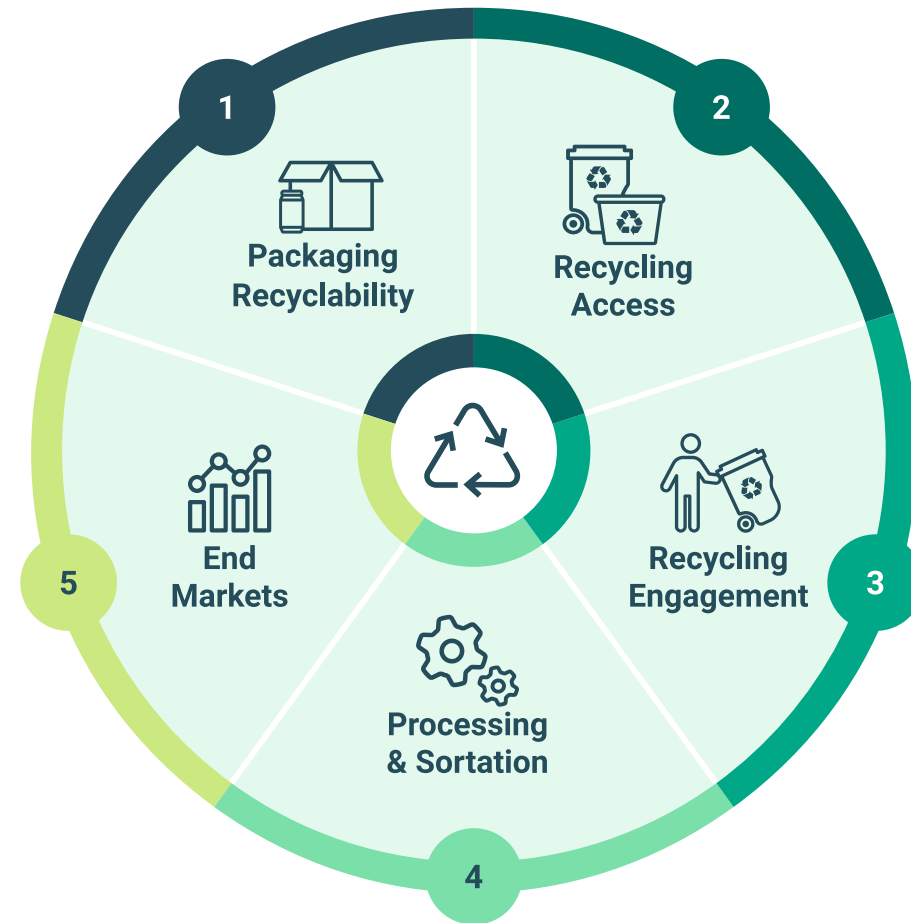 1
Packaging
Recyclability
2
Recycling
Access
3
Recycling
Engagement
4
Processing
& Sortation
5
End
Markets